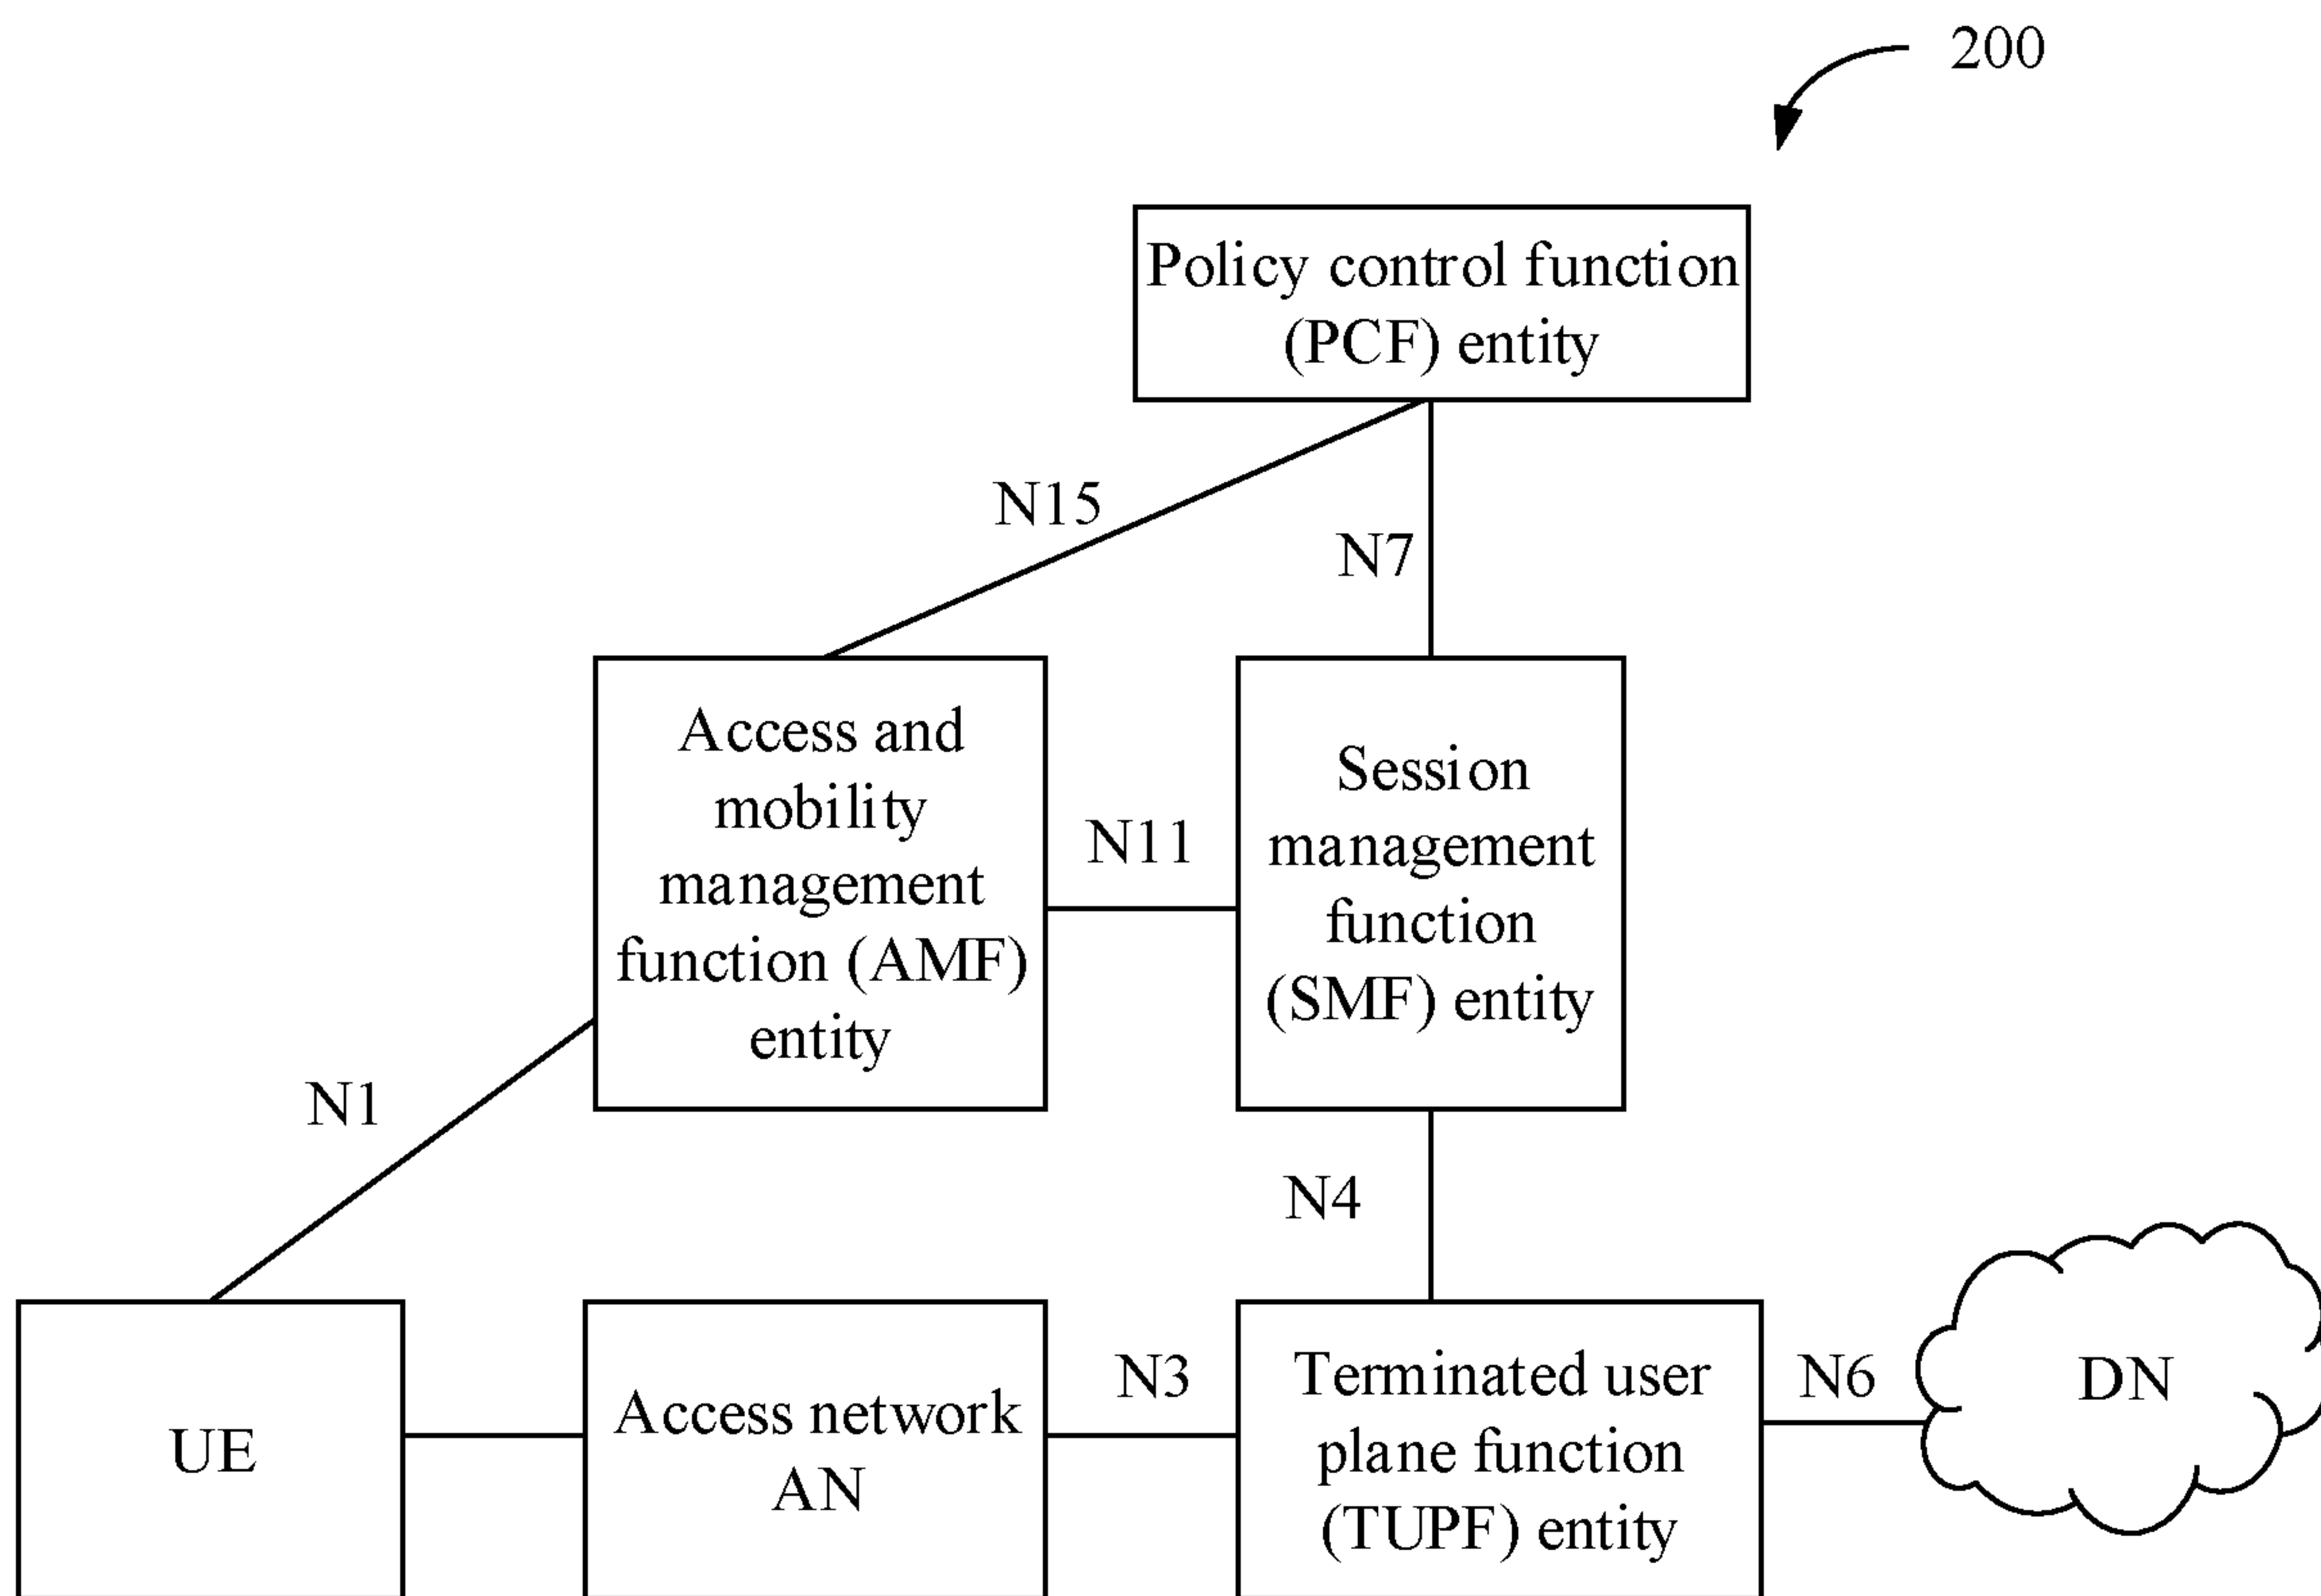 200
Policy control function
(PCF) entity
N15
N7
Access and
mobility
management
function (AMF)
entity
N11
Session
management
function
(SMF) entity
N1
N4
UE
Access network
AN
N3
Terminated user
plane function
(TUPF) entity
N6
DN